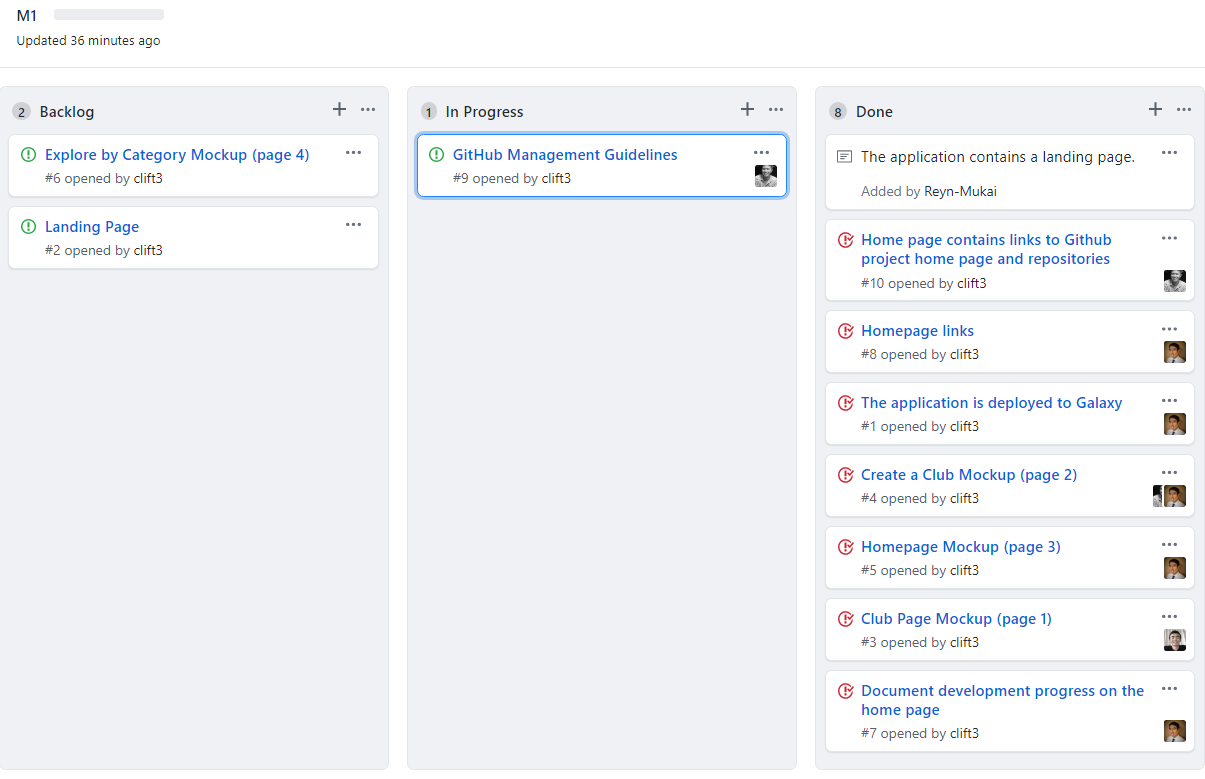 M1
Updated 36 minutes ago
2 Backlog
Explore by Category Mockup (page 4)
#6 opened by clift3
Landing Page
#2 opened by clift3
1 In Progress
GitHub Management Guidelines
#9 opened by clift3
8 Done
The application contains a landing page.
Added by Reyn-Mukai
Home page contains links to Github
project home page and repositories
#10 opened by clift3
Homepage links
#8 opened by clift3
The application is deployed to Galaxy
#1 opened by clift3
Create a Club Mockup (page 2)
#4 opened by clift3
Homepage Mockup (page 3)
#5 opened by clift3
Club Page Mockup (page 1)
#3 opened by clift3
Document development progress on the
home page
#7 opened by clift3